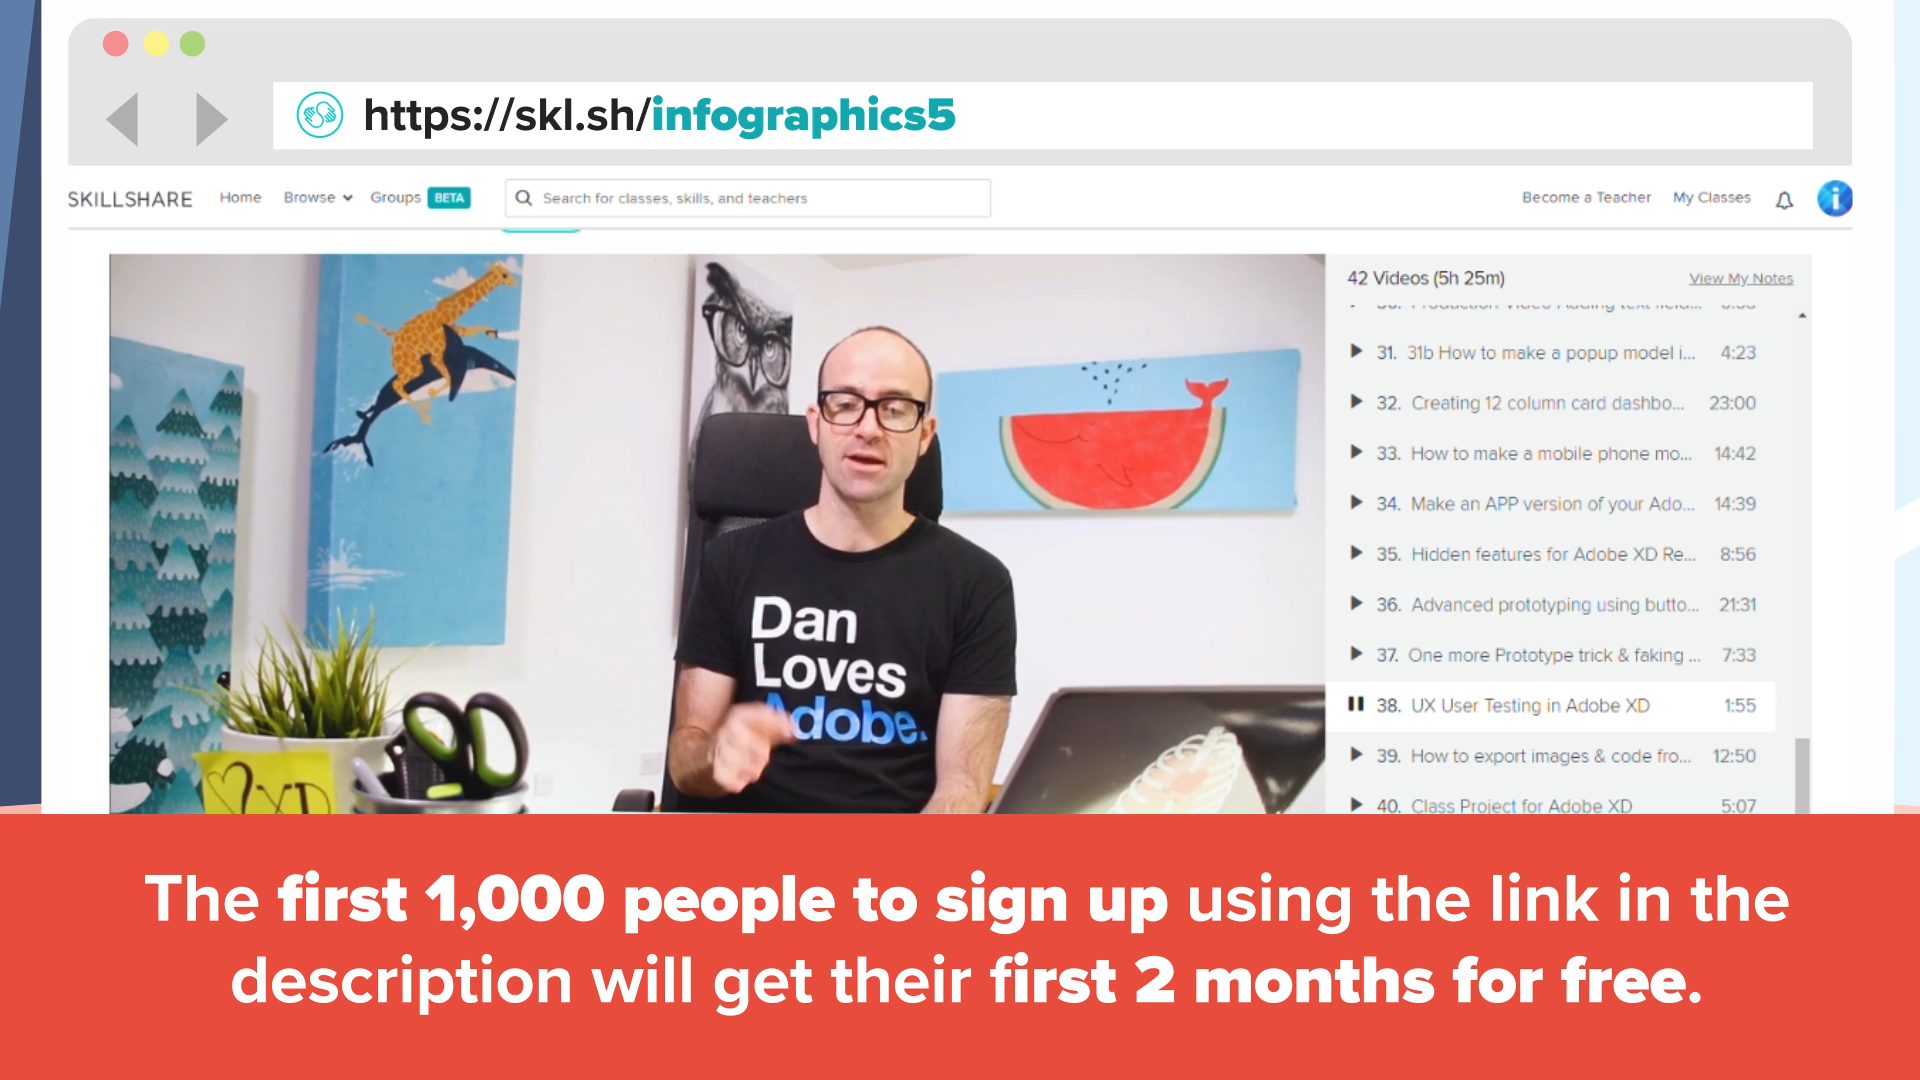 https://skl.sh/infographics5
SKILLSHARE Home Browse Groups BETA Search for classes, skills, and teachers Become a Teacher My Classes
42 Videos (5h 25m) View My Notes
31. 31b How to make a popup model i... 4:23
32. Creating 12 column card dashbo... 23:00
33. How to make a mobile phone mo... 14:42
34. Make an APP version of your Ado... 14:39
35. Hidden features for Adobe XD Re... 8:56
36. Advanced prototyping using butto... 21:31
37. One more Prototype trick & faking ... 7:33
38. UX User Testing in Adobe XD 1:55
39. How to export images & code fro... 12:50
40. Class Project for Adobe XD 5:07
Dan
Loves
Adobe.
XD
The first 1,000 people to sign up using the link in the
description will get their first 2 months for free.